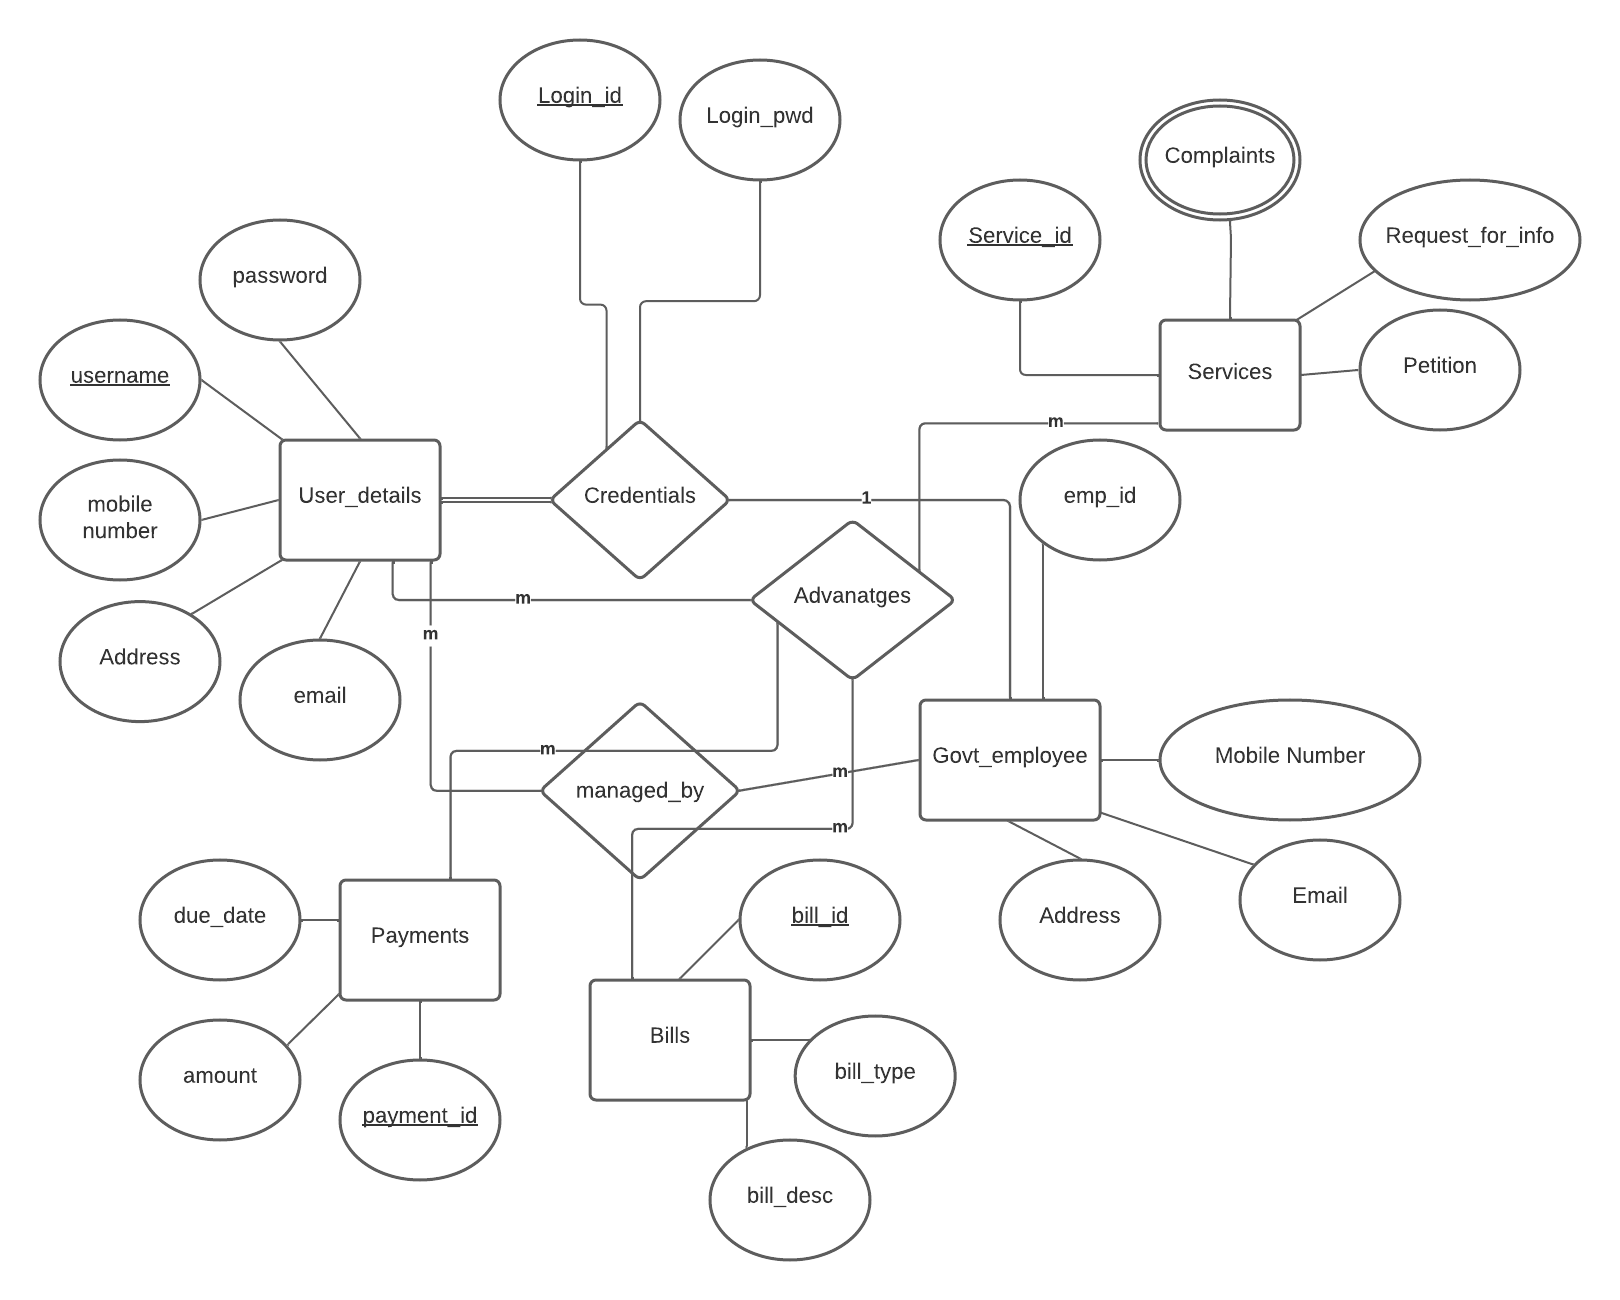 Login_id
Login_pwd
Complaints
Service_id
Request_for_info
password
username
Services
Petition
m
mobile
number
User_details
Credentials
1
emp_id
m
Advanatges
m
Address
email
m
managed_by
m
Govt_employee
Mobile Number
m
due_date
Payments
bill_id
Address
Email
amount
payment_id
Bills
bill_type
bill_desc